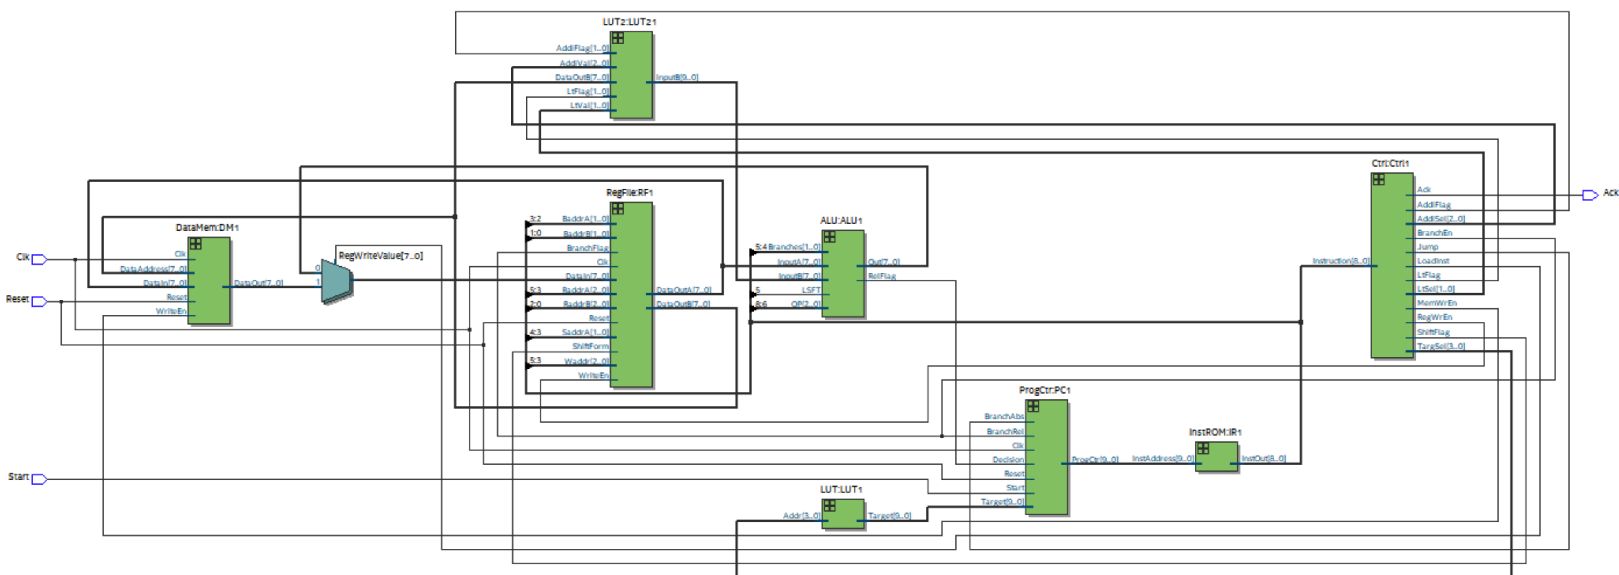 LUT2:LUT21
AddiFlag[1..0]
AddiVal[2..0]
DataOutB[7..0]
LtFlag[1..0]
LtVal[1..0]
InputB[9..0]
RegFile:RF1
3:2
BaddrA[1..0]
1:0
BaddrB[1..0]
BranchFlag
Clk
DataIn[7..0]
5:3
RaddrA[2..0]
2:0
RaddrB[2..0]
Reset
4:3
SaddrA[1..0]
ShiftForm
5:3
Waddr[2..0]
WriteEn
DataOutA[7..0]
DataOutB[7..0]
DataMem:DM1
Clk
DataAddress[7..0]
DataIn[7..0]
Reset
WriteEn
DataOut[7..0]
RegWriteValue[7..0]
0
1
Clk
Reset
Start
ALU:ALU1
5:4
Branches[1..0]
InputA[7..0]
InputB[7..0]
5
LSFT
8:6
OP[2..0]
Out[7..0]
RelFlag
Ctrl:Ctrl1
Instruction[8..0]
Ack
AddiFlag
AddiSel[2..0]
BranchEn
Jump
LoadInst
LtFlag
LtSel[1..0]
MemWrEn
RegWrEn
ShiftFlag
TargSel[3..0]
Ack
ProgCtr:PC1
BranchAbs
BranchRel
Clk
Decision
Reset
Start
Target[9..0]
ProgCtr[9..0]
InstROM:IR1
InstAddress[9..0]
InstOut[8..0]
LUT:LUT1
Addr[3..0]
Target[9..0]